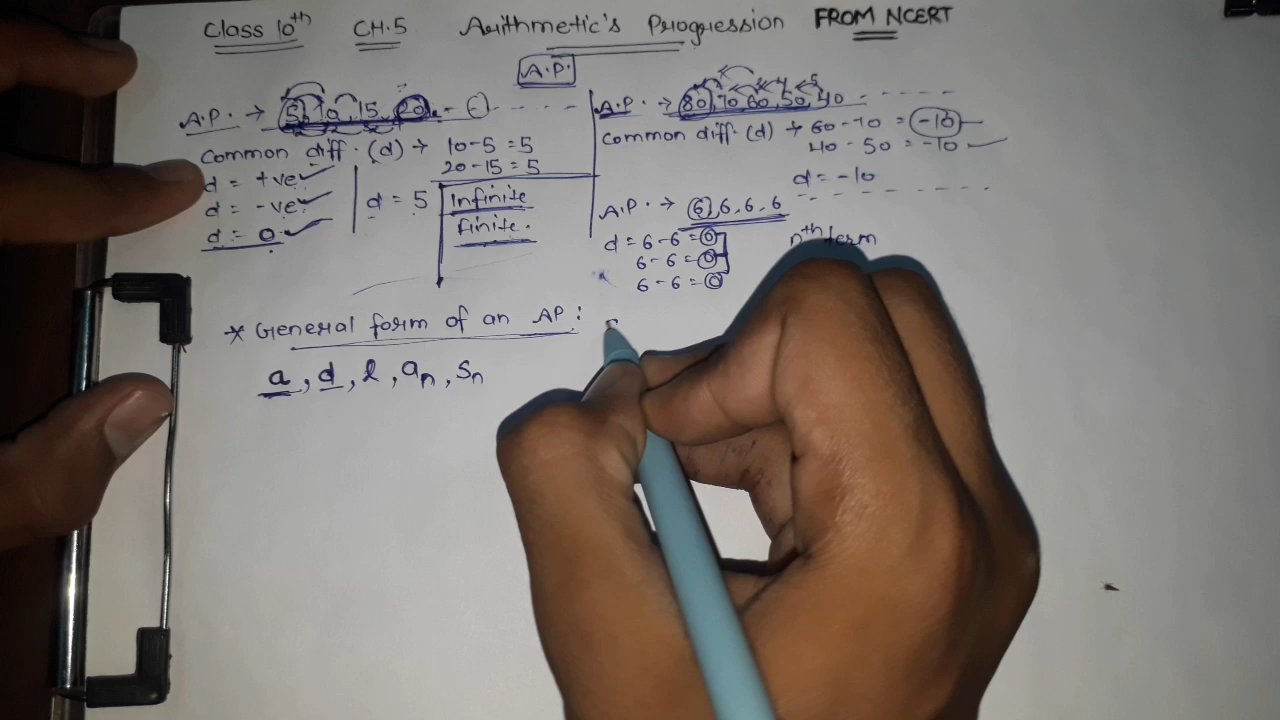 Class 10th CH.5 Arithmetic's Progression FROM NCERT
A.P.
A.P. → 5, 10, 15, 20, - - - - - -
Common diff. (d) → 10-5 = 5
20-15 = 5
d = +ve
d = -ve
d = 0
d = 5
Infinite
finite.
A.P. → 80, 70, 60, 50, 40 - - - - - -
Common diff. (d) → 60-70 = -10
40 - 50 = -10
d = -10
A.P. → 6, 6, 6, 6
d = 6-6 = 0
6-6 = 0
6-6 = 0
nth term
* General form of an AP :
a, d, l, an, Sn